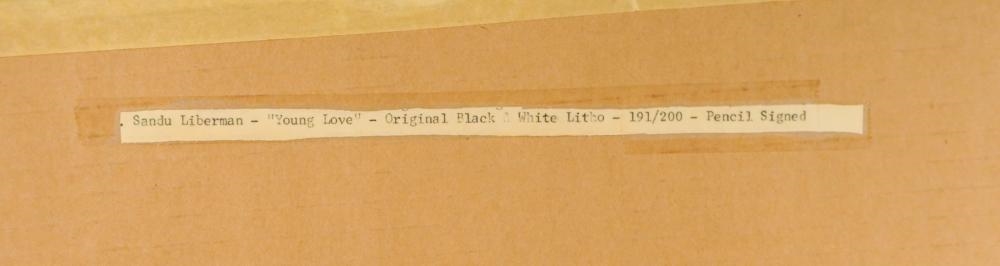 . Sandu Liberman - "Young Love" - Original Black & White Litho - 191/200 - Pencil Signed